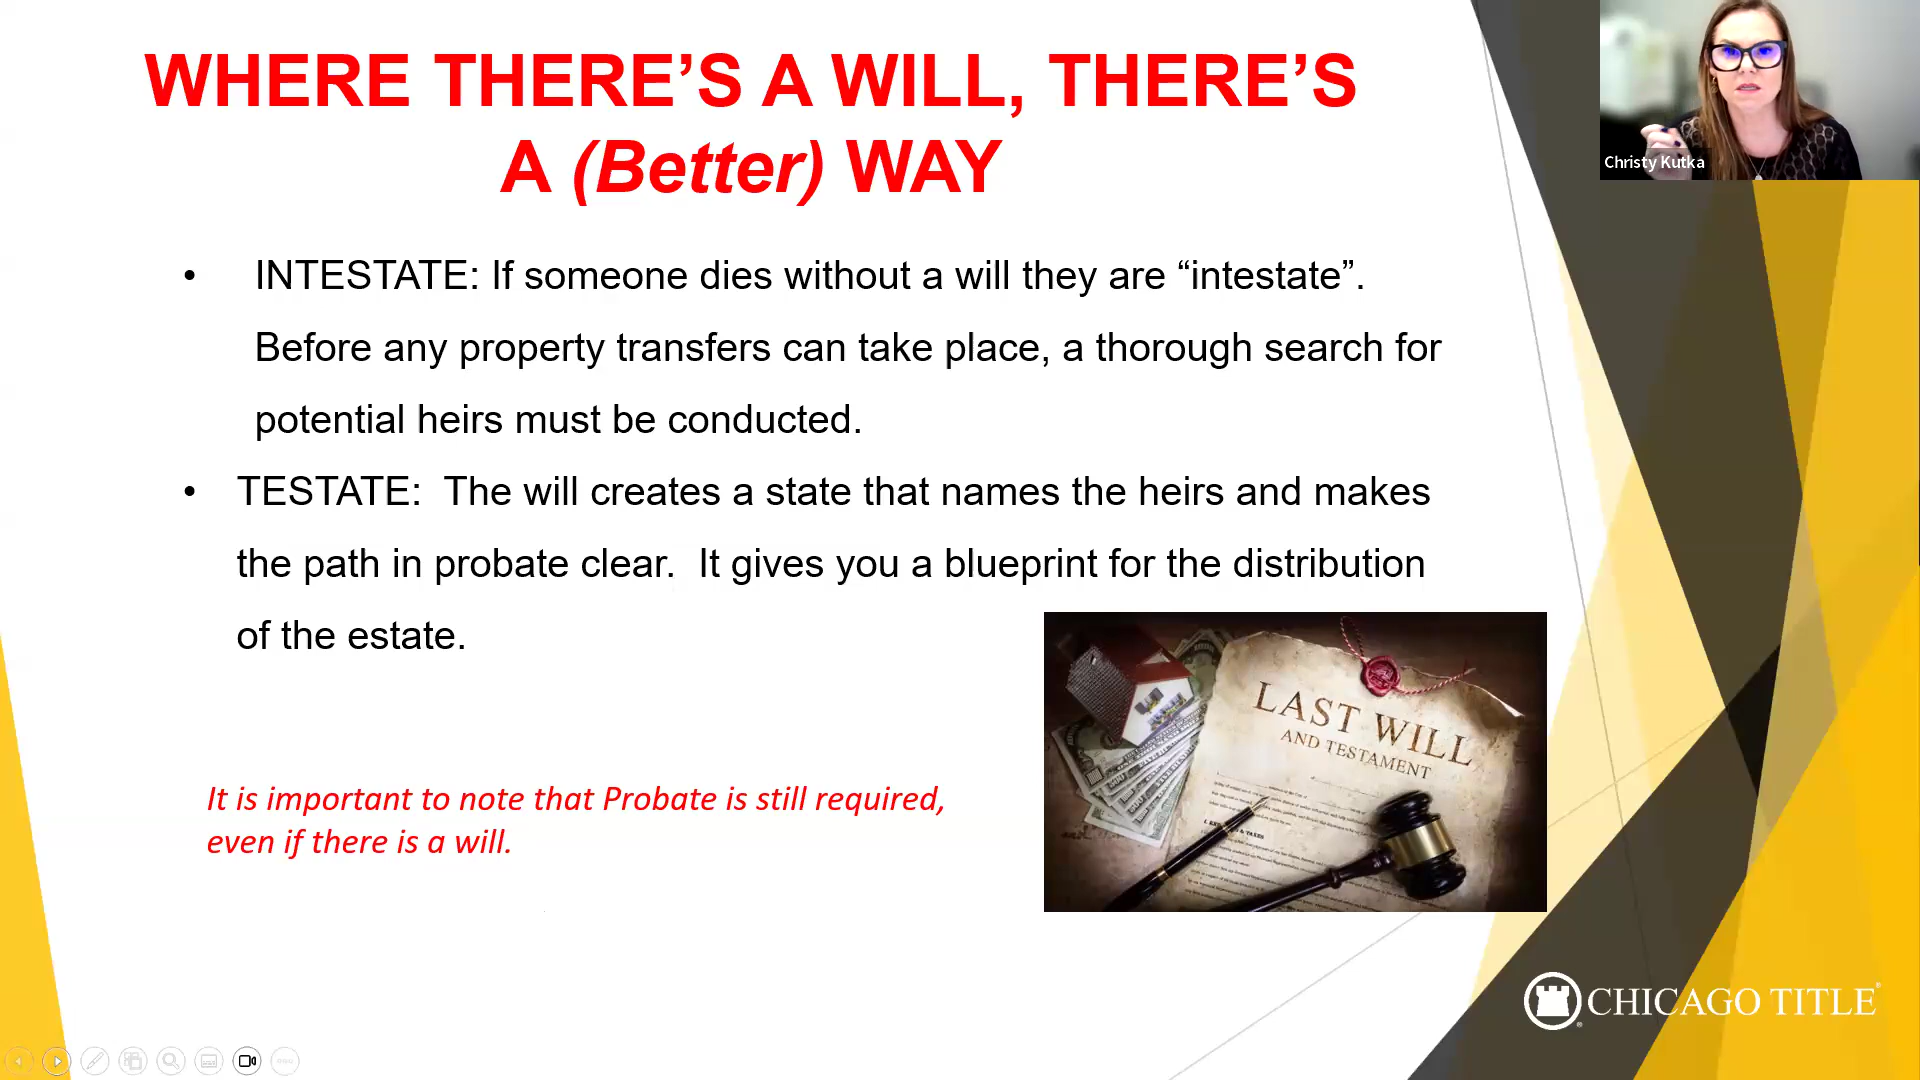 WHERE THERE’S A WILL, THERE’S
A (Better) WAY
Christy Kutka
• INTESTATE: If someone dies without a will they are “intestate”.
Before any property transfers can take place, a thorough search for
potential heirs must be conducted.
• TESTATE:  The will creates a state that names the heirs and makes
the path in probate clear.  It gives you a blueprint for the distribution
of the estate.
LAST WILL
AND TESTAMENT
It is important to note that Probate is still required,
even if there is a will.
CHICAGO TITLE